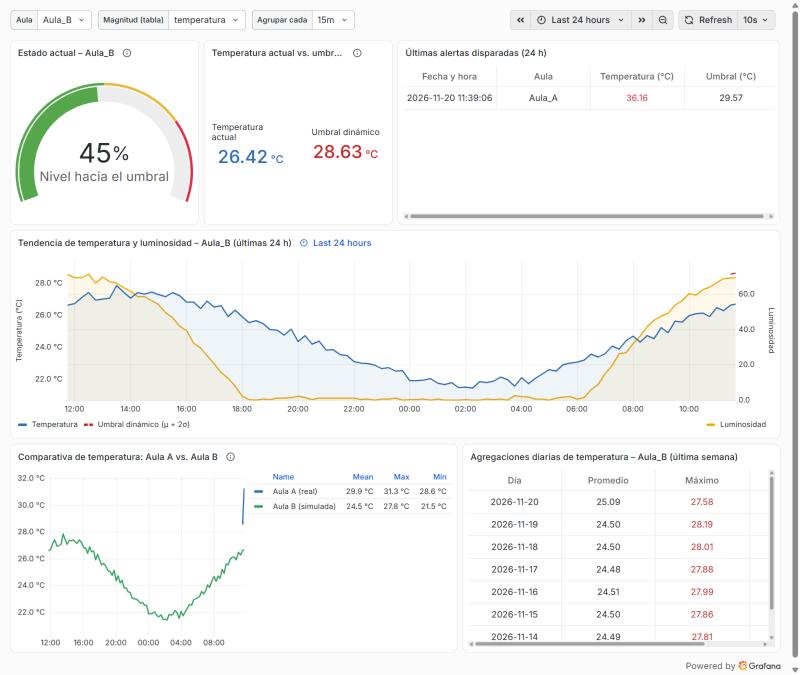 Aula Aula_B Magnitud (tabla) temperatura Agrupar cada 15m Last 24 hours Refresh 10s
Estado actual – Aula_B
45%
Nivel hacia el umbral
Temperatura actual vs. umbr...
Temperatura
actual
26.42 °C
Umbral dinámico
28.63 °C
Últimas alertas disparadas (24 h)
Fecha y hora Aula Temperatura (°C) Umbral (°C)
2026-11-20 11:39:06 Aula_A 36.16 29.57
Tendencia de temperatura y luminosidad – Aula_B (últimas 24 h) Last 24 hours
Temperatura (°C)
28.0 °C
26.0 °C
24.0 °C
22.0 °C
60.0
40.0
20.0
0.0
Luminosidad
12:00 14:00 16:00 18:00 20:00 22:00 00:00 02:00 04:00 06:00 08:00 10:00
Temperatura Umbral dinámico (μ + 2σ) Luminosidad
Comparativa de temperatura: Aula A vs. Aula B
32.0 °C
30.0 °C
28.0 °C
26.0 °C
24.0 °C
22.0 °C
12:00 16:00 20:00 00:00 04:00 08:00
Name Mean Max Min
Aula A (real) 29.9 °C 31.3 °C 28.6 °C
Aula B (simulada) 24.5 °C 27.8 °C 21.5 °C
Agregaciones diarias de temperatura – Aula_B (última semana)
Día Promedio Máximo
2026-11-20 25.09 27.58
2026-11-19 24.50 28.19
2026-11-18 24.50 28.01
2026-11-17 24.48 27.88
2026-11-16 24.51 27.99
2026-11-15 24.50 27.86
2026-11-14 24.49 27.81
Powered by Grafana